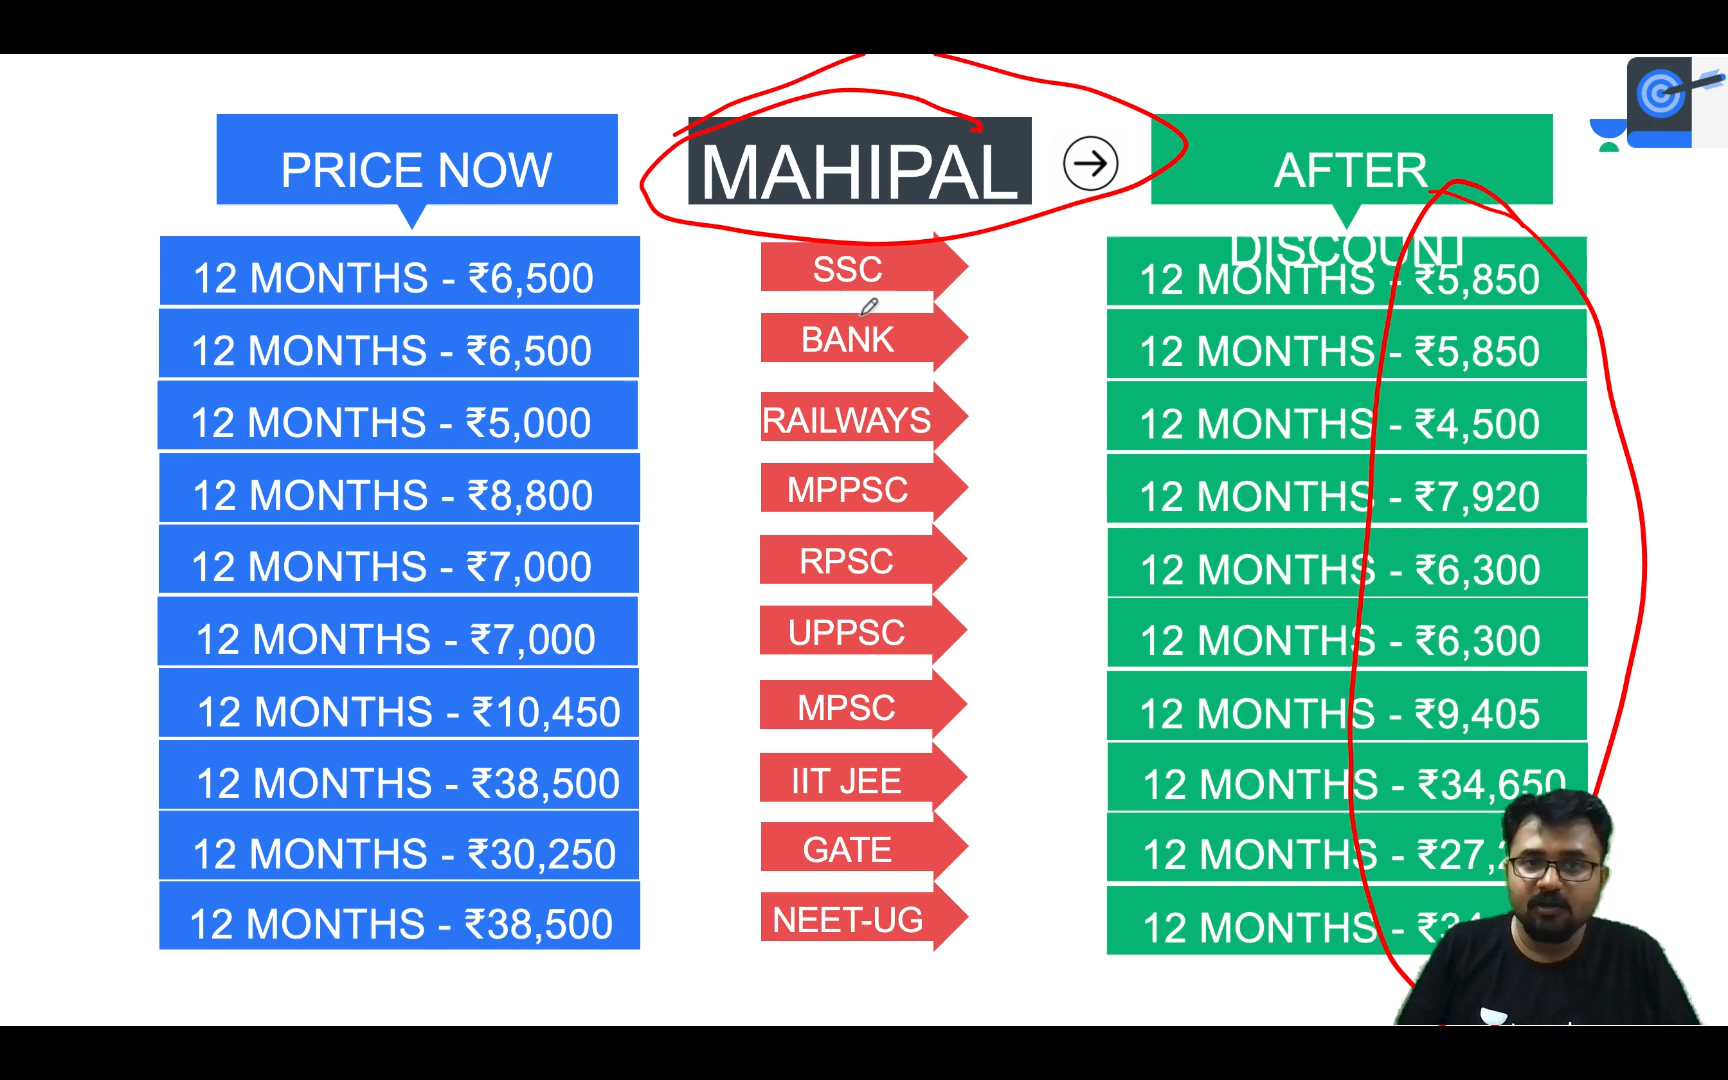 PRICE NOW
MAHIPAL
AFTER
DISCOUNT
12 MONTHS - ₹6,500
SSC
12 MONTHS - ₹5,850
12 MONTHS - ₹6,500
BANK
12 MONTHS - ₹5,850
12 MONTHS - ₹5,000
RAILWAYS
12 MONTHS - ₹4,500
12 MONTHS - ₹8,800
MPPSC
12 MONTHS - ₹7,920
12 MONTHS - ₹7,000
RPSC
12 MONTHS - ₹6,300
12 MONTHS - ₹7,000
UPPSC
12 MONTHS - ₹6,300
12 MONTHS - ₹10,450
MPSC
12 MONTHS - ₹9,405
12 MONTHS - ₹38,500
IIT JEE
12 MONTHS - ₹34,650
12 MONTHS - ₹30,250
GATE
12 MONTHS -
12 MONTHS - ₹38,500
NEET-UG
12 MONTHS -